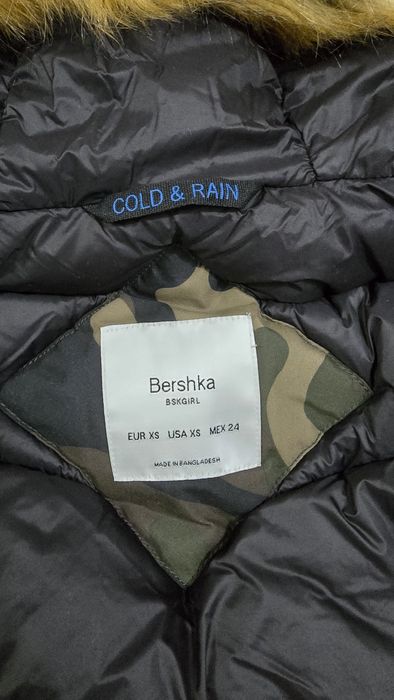 COLD & RAIN
Bershka
BSKGIRL
EUR XS USA XS MEX 24
MADE IN BANGLADESH